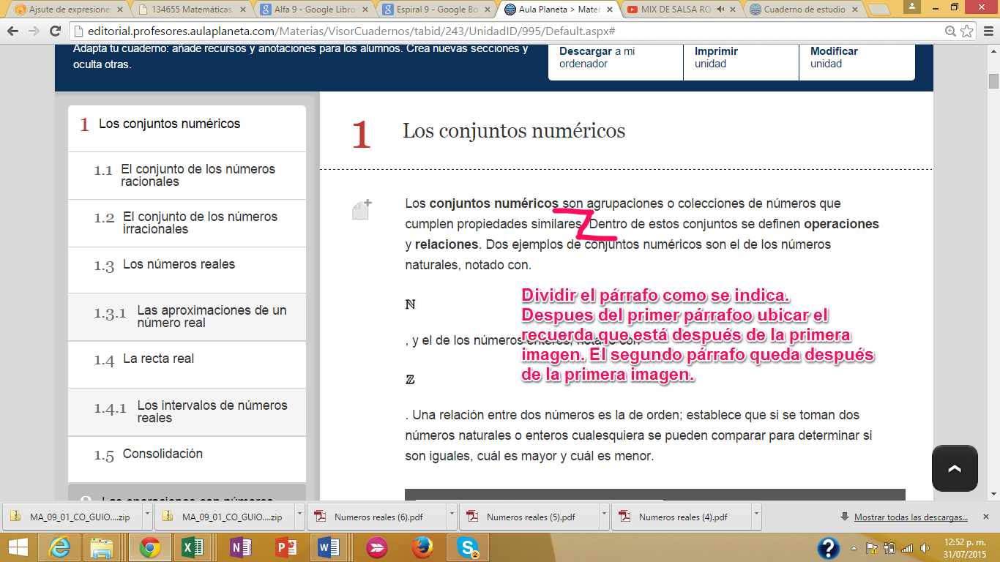 Ajsute de expresiones
134655 Matemáticas
Alfa 9 - Google Libros
Espiral 9 - Google Bo
Aula Planeta > Mater
MIX DE SALSA RO
Cuaderno de estudio
editorial.profesores.aulaplaneta.com/Materias/VisorCuadernos/tabid/243/UnidadID/995/Default.aspx#
Adapta tu cuaderno: añade recursos y anotaciones para los alumnos. Crea nuevas secciones y
oculta otras.
Descargar a mi
ordenador
Imprimir
unidad
Modificar
unidad
1 Los conjuntos numéricos
1.1 El conjunto de los números
racionales
1.2 El conjunto de los números
irracionales
1.3 Los números reales
1.3.1 Las aproximaciones de un
número real
1.4 La recta real
1.4.1 Los intervalos de números
reales
1.5 Consolidación
1 Los conjuntos numéricos
Los conjuntos numéricos son agrupaciones o colecciones de números que
cumplen propiedades similares. Dentro de estos conjuntos se definen operaciones
y relaciones. Dos ejemplos de conjuntos numéricos son el de los números
naturales, notado con.
ℕ
, y el de los números enteros, notado con
ℤ
. Una relación entre dos números es la de orden; establece que si se toman dos
números naturales o enteros cualesquiera se pueden comparar para determinar si
son iguales, cuál es mayor y cuál es menor.
Dividir el párrafo como se indica.
Despues del primer párrafoo ubicar el
recuerda que está después de la primera
imagen. El segundo párrafo queda después
de la primera imagen.
MA_09_01_CO_GUIO....zip
MA_09_01_CO_GUIO....zip
Numeros reales (6).pdf
Numeros reales (5).pdf
Numeros reales (4).pdf
Mostrar todas las descargas...
12:52 p. m.
31/07/2015